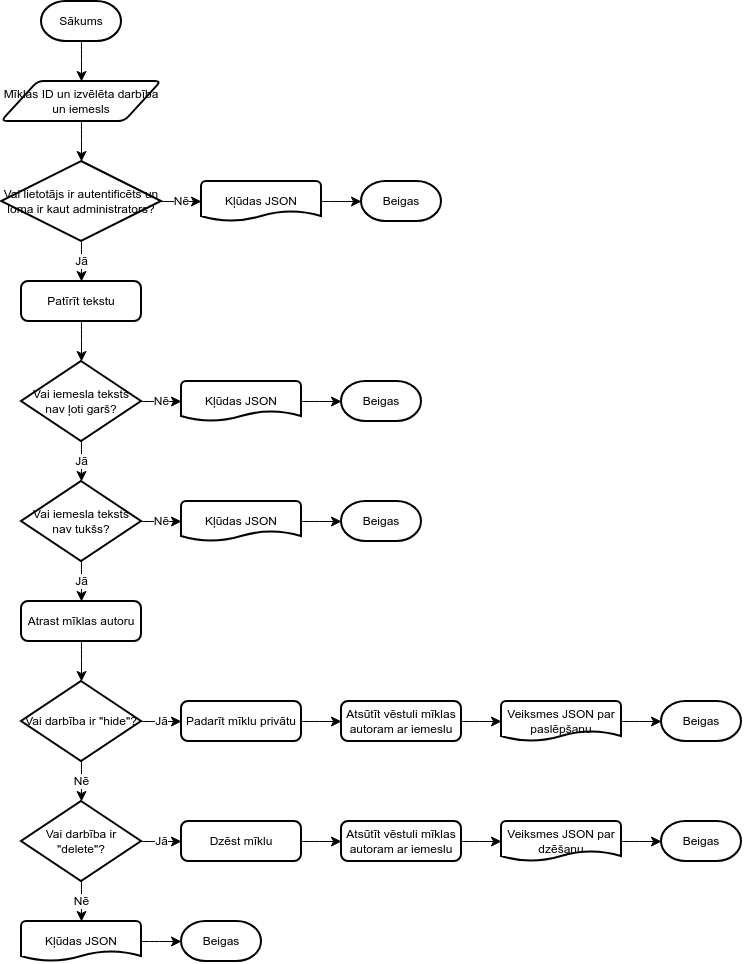 Sākums
Mīklas ID un izvēlēta darbība
un iemesls
Vai lietotājs ir autentificēts un
loma ir kaut administrators?
Nē
Kļūdas JSON
Beigas
Jā
Patīrīt tekstu
Vai iemesla teksts
nav ļoti garš?
Nē
Kļūdas JSON
Beigas
Jā
Vai iemesla teksts
nav tukšs?
Nē
Kļūdas JSON
Beigas
Jā
Atrast mīklas autoru
Vai darbība ir "hide"?
Jā
Padarīt mīklu privātu
Atsūtīt vēstuli mīklas
autoram ar iemeslu
Veiksmes JSON par
paslēpšanu
Beigas
Nē
Vai darbība ir
"delete"?
Jā
Dzēst mīklu
Atsūtīt vēstuli mīklas
autoram ar iemeslu
Veiksmes JSON par
dzēšanu
Beigas
Nē
Kļūdas JSON
Beigas